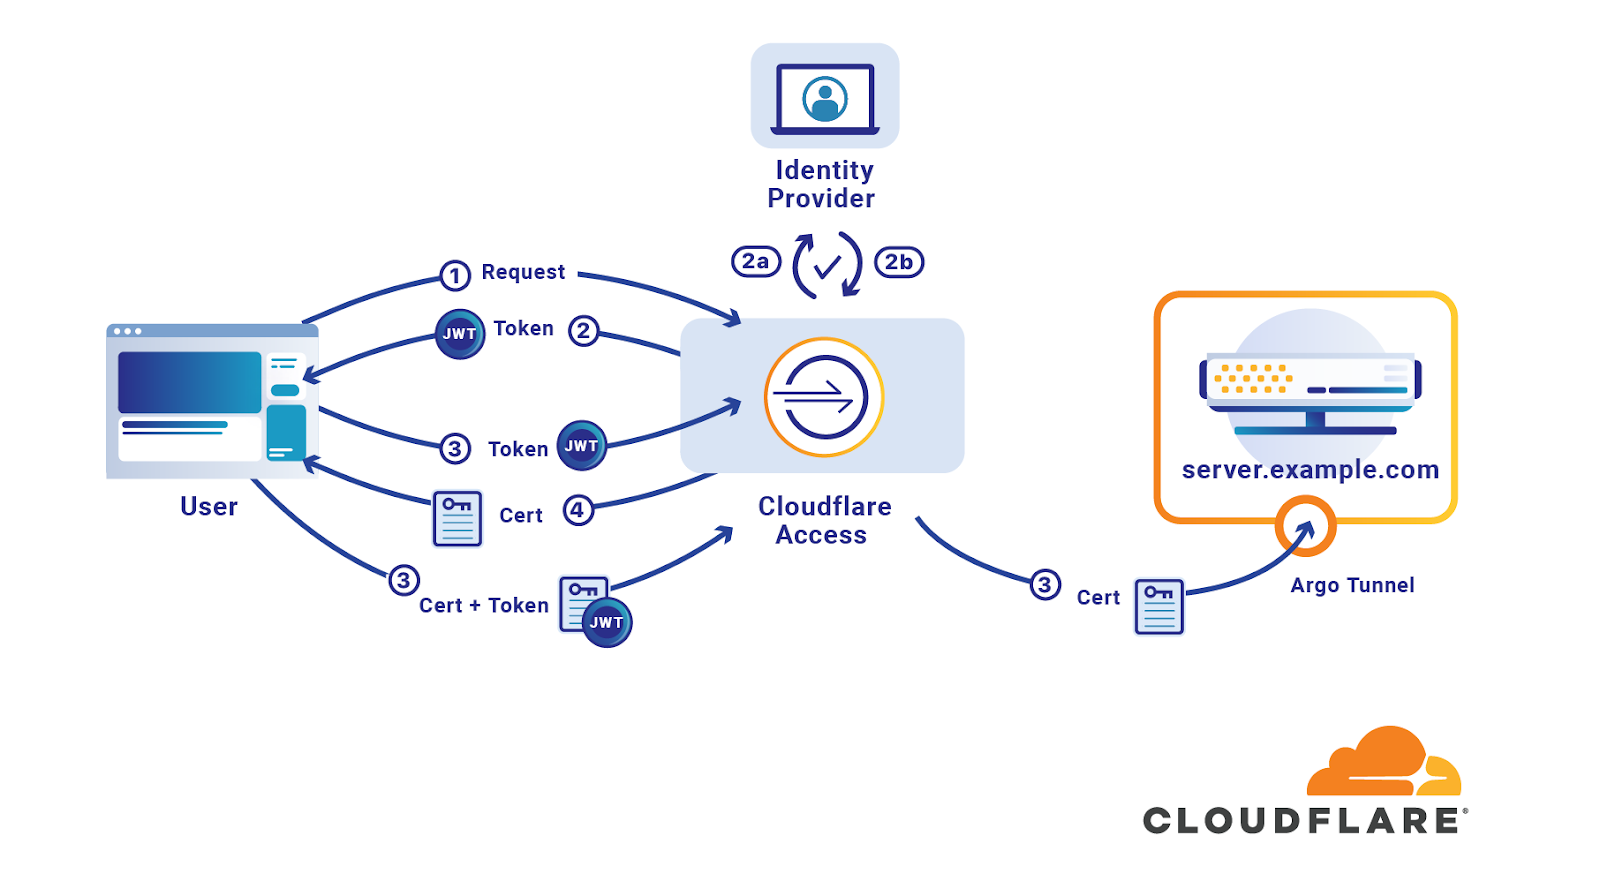 Identity
Provider
2a
2b
1 Request
JWT Token 2
3 Token JWT
Cert 4
User
Cloudflare
Access
3
Cert + Token
JWT
server.example.com
3 Cert
Argo Tunnel
CLOUDFLARE®